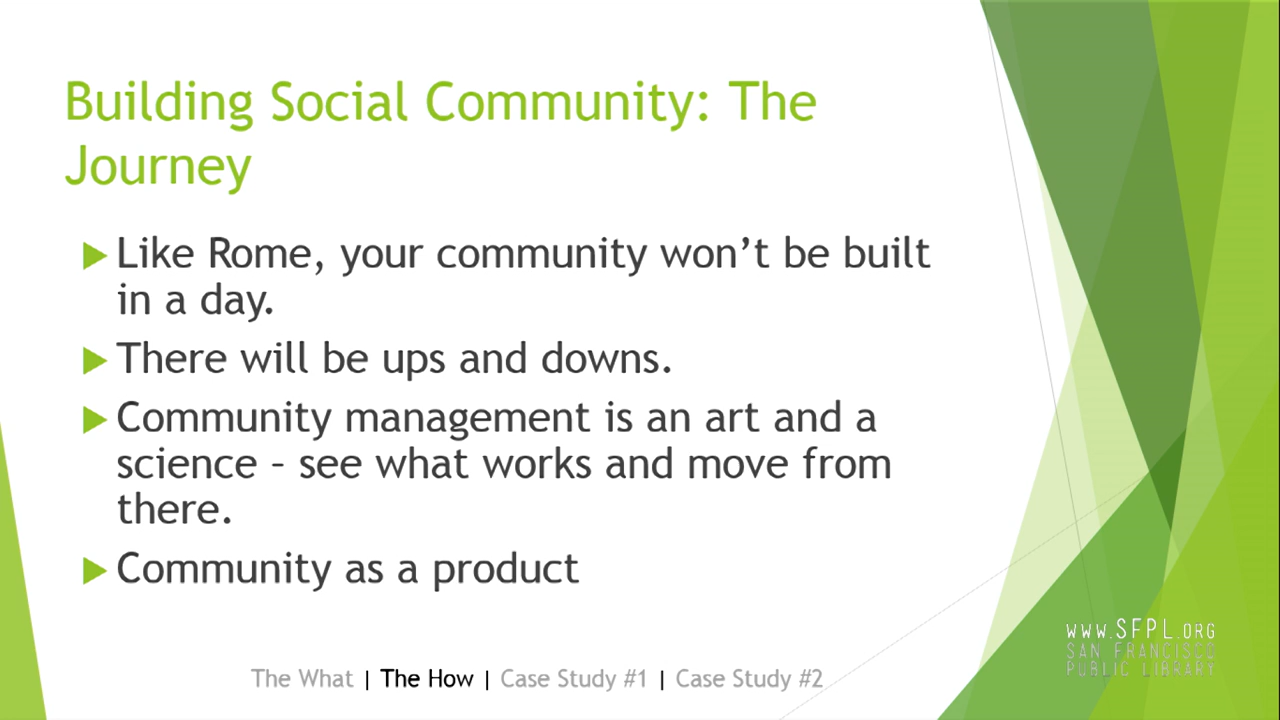 Building Social Community: The
Journey
Like Rome, your community won’t be built
in a day.
There will be ups and downs.
Community management is an art and a
science – see what works and move from
there.
Community as a product
The What | The How | Case Study #1 | Case Study #2
WWW.SFPL.ORG
SAN FRANCISCO
PUBLIC LIBRARY